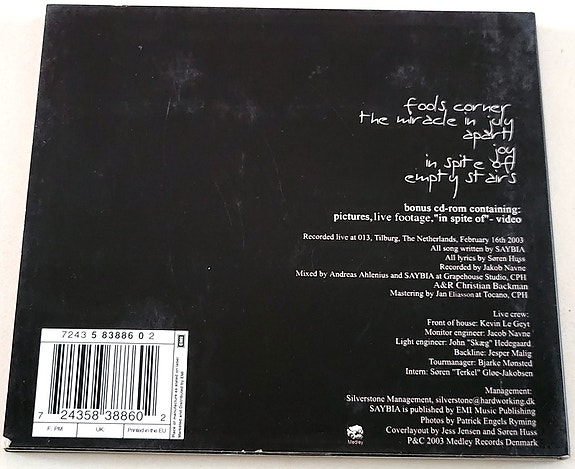 fools corner
the miracle in july
apart
joy
in spite of
empty stairs
bonus cd-rom containing:
pictures, live footage, "in spite of"- video
Recorded live at 013, Tilburg, The Netherlands, February 16th 2003
All song written by SAYBIA
All lyrics by Søren Huss
Recorded by Jakob Navne
Mixed by Andreas Ahlenius and SAYBIA at Grapehouse Studio, CPH
A&R Christian Backman
Mastering by Jan Eliasson at Tocano, CPH
Live crew:
Front of house: Kevin Le Geyt
Monitor engineer: Jacob Navne
Light engineer: John "Skæg" Hedegaard
Backline: Jesper Malig
Tourmanager: Bjarke Mønsted
Intern: Søren "Terkel" Gløe-Jakobsen
Management:
Silverstone Management, silverstone@hardworking.dk
SAYBIA is published by EMI Music Publishing
Photos by Patrick Engels Ryming
Coverlayout by Jess Jensen and Søren Huss
P&C 2003 Medley Records Denmark
Medley
7243 5 83886 0 2
7 24358 38860 2
F: PM
UK
Printed in the EU
EMI